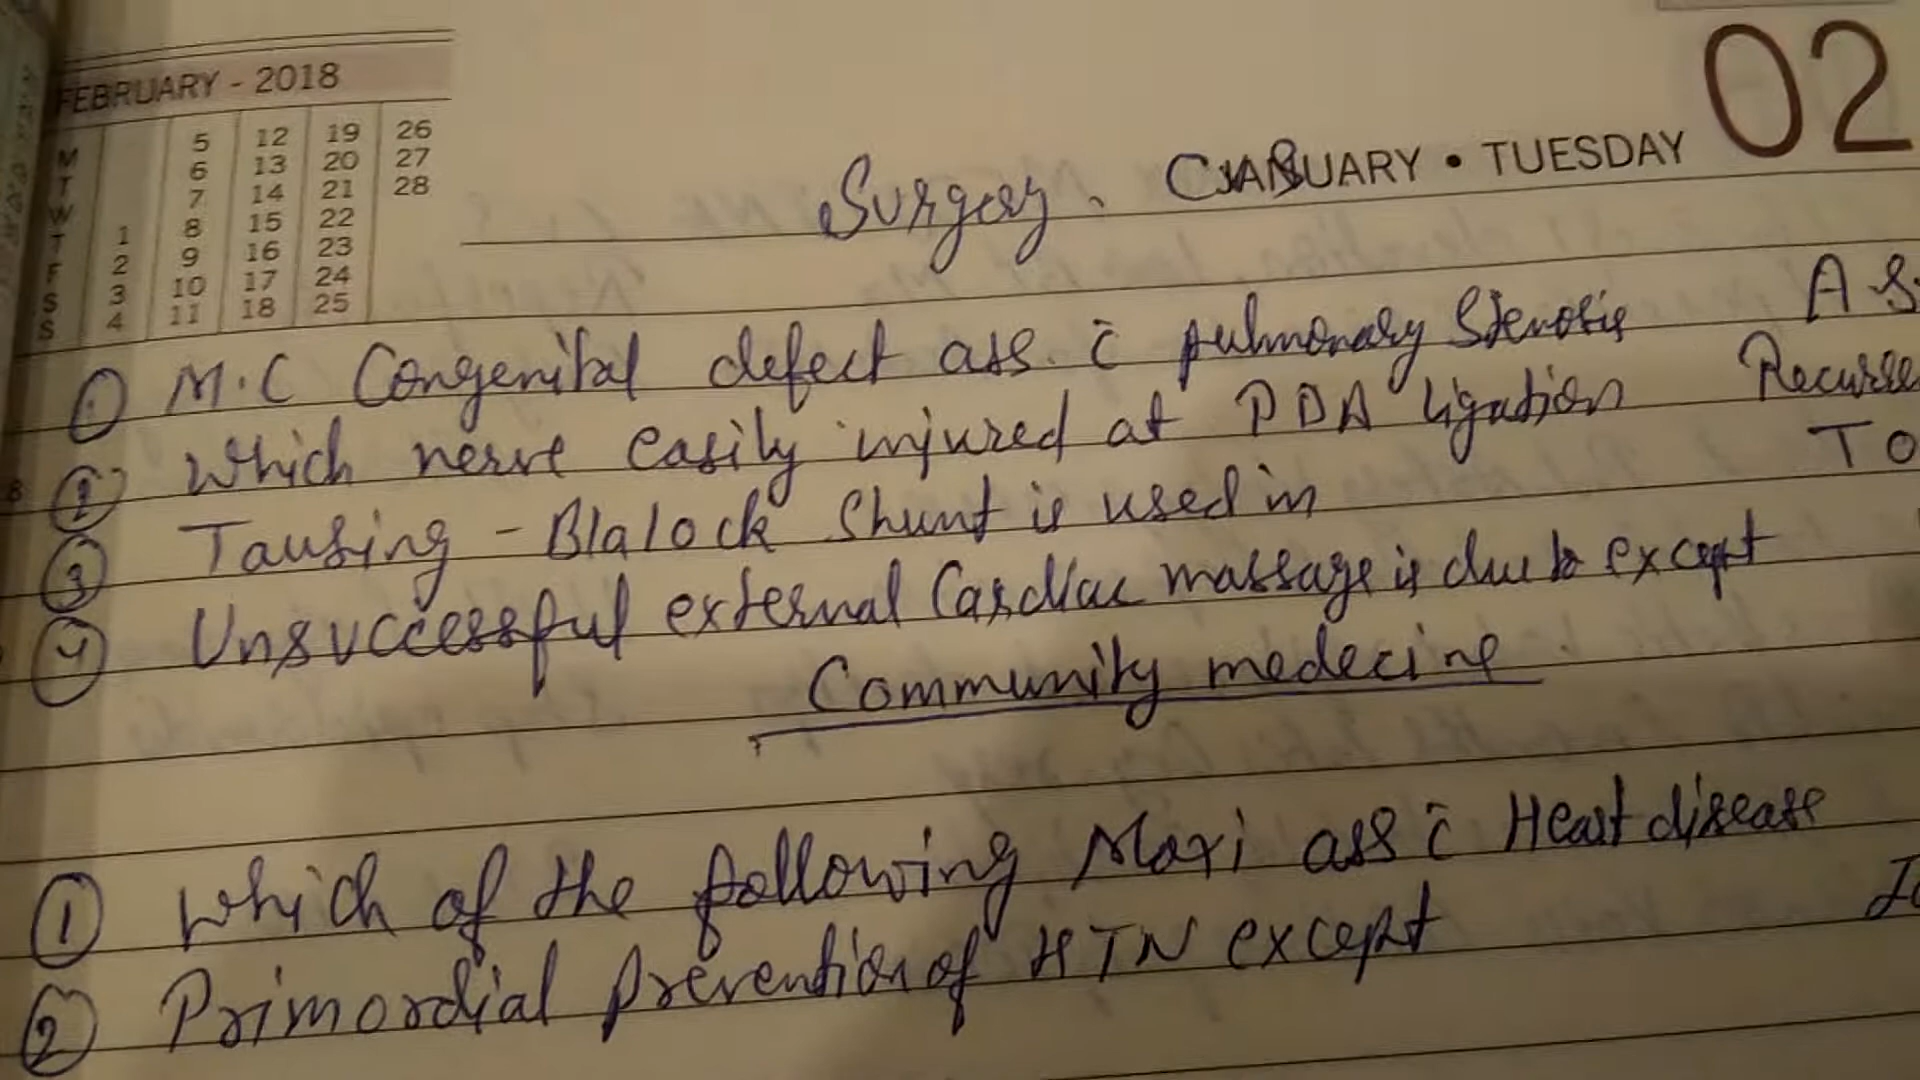 FEBRUARY - 2018
M 5 12 19 26
T 6 13 20 27
W 7 14 21 28
T 1 8 15 22
F 2 9 16 23
S 3 10 17 24
S 4 11 18 25
02
JANUARY • TUESDAY
Surgery. CVS
① M.C Congenital defect ass. c̄ pulmonary Stenosis A S
② Which nerve easily injured at PDA ligation Recurre
③ Tausing - Blalock Shunt is used in TO
④ Unsuccessful external Cardiac massage is due to except
Community medecine
① Which of the following Maxi ass c̄ Heart disease
② Primordial prevention of HTN except